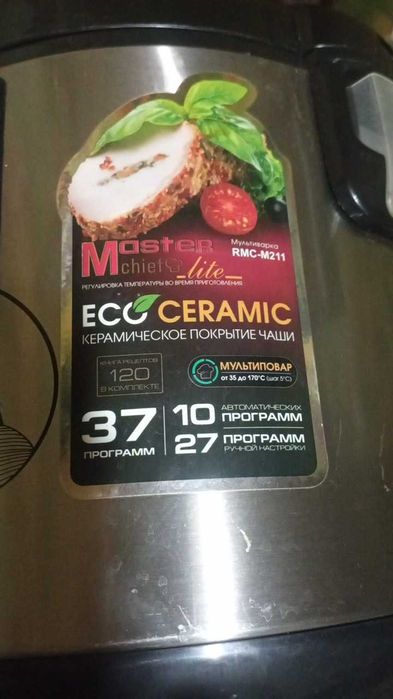 Master
chief lite
Мультиварка
RMC-M211
РЕГУЛИРОВКА ТЕМПЕРАТУРЫ ВО ВРЕМЯ ПРИГОТОВЛЕНИЯ
ECO CERAMIC
КЕРАМИЧЕСКОЕ ПОКРЫТИЕ ЧАШИ
КНИГА РЕЦЕПТОВ
120
В КОМПЛЕКТЕ
МУЛЬТИПОВАР
от 35 до 170°С (шаг 5°С)
37
ПРОГРАММ
10 АВТОМАТИЧЕСКИХ
ПРОГРАММ
27 ПРОГРАММ
РУЧНОЙ НАСТРОЙКИ